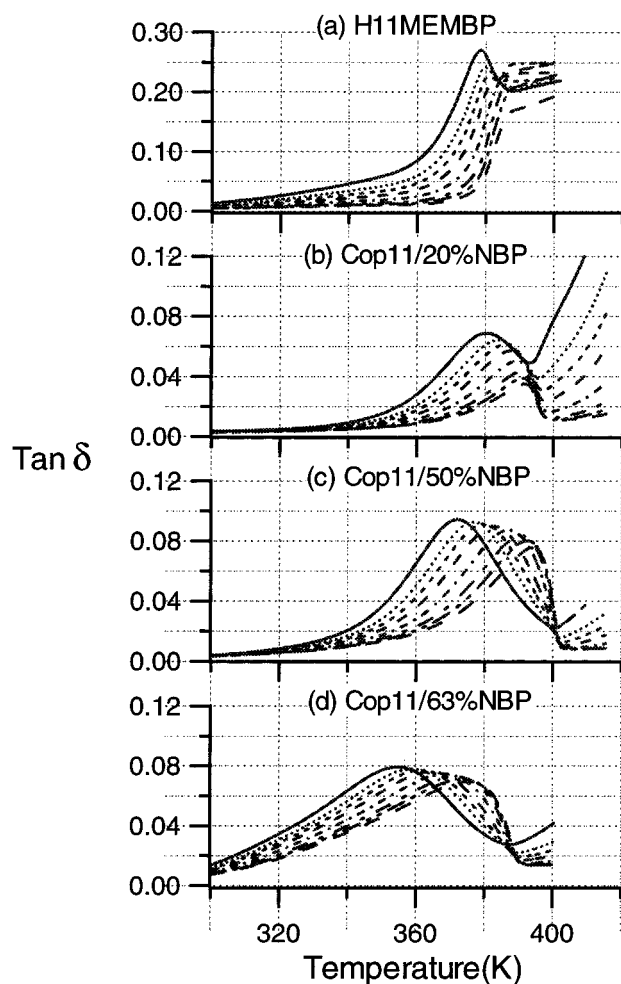 (a) H11MEMBP
0.30
0.20
0.10
0.00
(b) Cop11/20%NBP
0.12
0.08
0.04
0.00
Tan δ
(c) Cop11/50%NBP
0.12
0.08
0.04
0.00
(d) Cop11/63%NBP
0.12
0.08
0.04
0.00
320 360 400
Temperature(K)